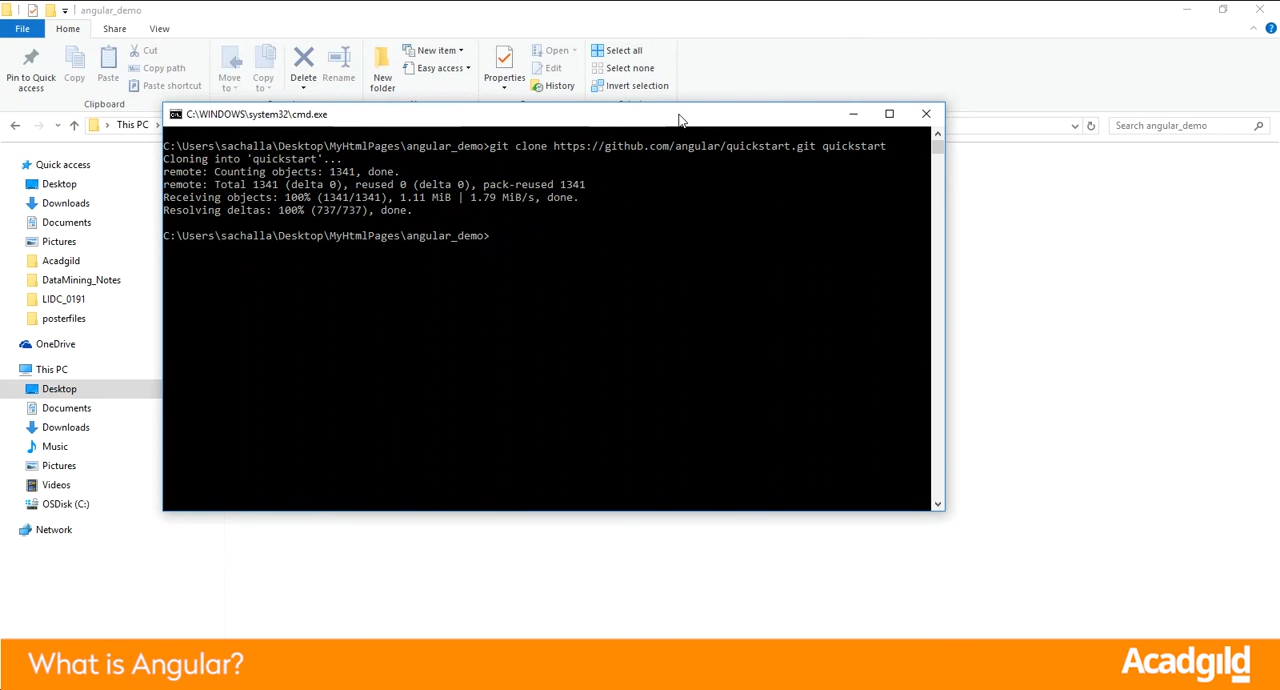 angular_demo
File
Home
Share
View
Pin to Quick access
Copy
Paste
Cut
Copy path
Paste shortcut
Clipboard
Move to
Copy to
Delete
Rename
New folder
New item
Easy access
Properties
Open
Edit
History
Select all
Select none
Invert selection
This PC
Search angular_demo
C:\WINDOWS\system32\cmd.exe
C:\Users\sachalla\Desktop\MyHtmlPages\angular_demo>git clone https://github.com/angular/quickstart.git quickstart
Cloning into 'quickstart'...
remote: Counting objects: 1341, done.
remote: Total 1341 (delta 0), reused 0 (delta 0), pack-reused 1341
Receiving objects: 100% (1341/1341), 1.11 MiB | 1.79 MiB/s, done.
Resolving deltas: 100% (737/737), done.
C:\Users\sachalla\Desktop\MyHtmlPages\angular_demo>
Quick access
Desktop
Downloads
Documents
Pictures
Acadgild
DataMining_Notes
LIDC_0191
posterfiles
OneDrive
This PC
Desktop
Documents
Downloads
Music
Pictures
Videos
OSDisk (C:)
Network
What is Angular?
Acadgild